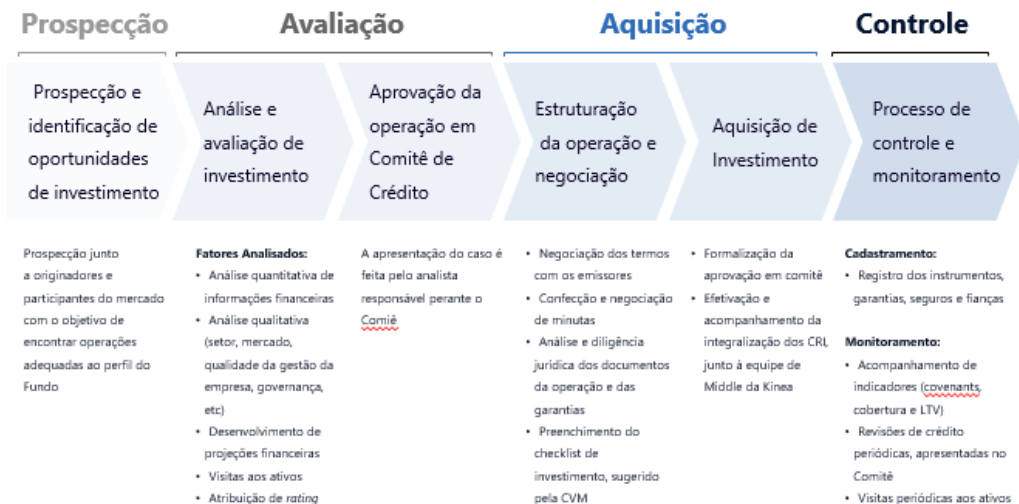 Prospecção
Avaliação
Aquisição
Controle
Prospecção e
identificação de
oportunidades
de investimento
Análise e
avaliação de
investimento
Aprovação da
operação em
Comitê de
Crédito
Estruturação
da operação e
negociação
Aquisição de
Investimento
Processo de
controle e
monitoramento
Prospecção junto
a originadores e
participantes do mercado
com o objetivo de
encontrar operações
adequadas ao perfil do
Fundo
Fatores Analisados:
• Análise quantitativa de
informações financeiras
• Análise qualitativa
(setor, mercado,
qualidade da gestão da
empresa, governança,
etc)
• Desenvolvimento de
projeções financeiras
• Visitas aos ativos
• Atribuição de rating
A apresentação do caso é
feita pelo analista
responsável perante o
Comiê
• Negociação dos termos
com os emissores
• Confecção e negociação
de minutas
• Análise e diligência
jurídica dos documentos
da operação e das
garantias
• Preenchimento do
checklist de
investimento, sugerido
pela CVM
• Formalização da
aprovação em comitê
• Efetivação e
acompanhamento da
integralização dos CRI,
junto à equipe de
Middle da Kinea
Cadastramento:
• Registro dos instrumentos,
garantias, seguros e fianças
Monitoramento:
• Acompanhamento de
indicadores (covenants,
cobertura e LTV)
• Revisões de crédito
periódicas, apresentadas no
Comitê
• Visitas periódicas aos ativos